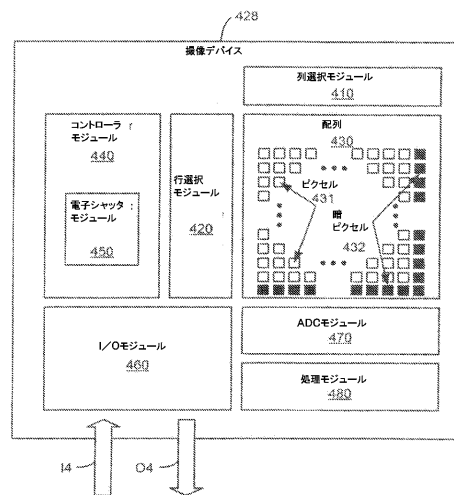 428
撮像デバイス
列選択モジュール
410
コントローラ
モジュール
440
電子シャッタ
モジュール
450
行選択
モジュール
420
配列
430
ピクセル
431
暗
ピクセル
432
I/Oモジュール
460
ADCモジュール
470
処理モジュール
480
I4
O4